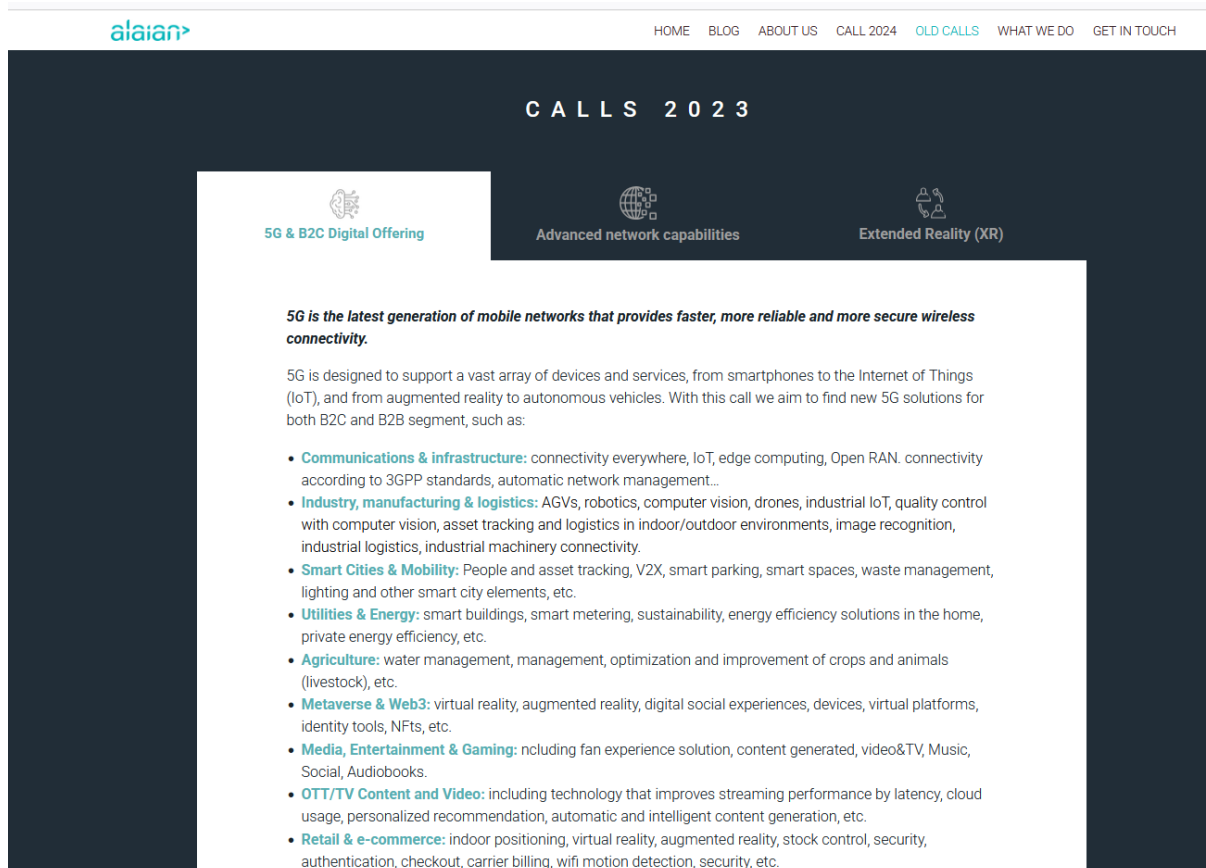 alaian>
HOME BLOG ABOUT US CALL 2024 OLD CALLS WHAT WE DO GET IN TOUCH
CALLS 2023
5G & B2C Digital Offering
Advanced network capabilities
Extended Reality (XR)
5G is the latest generation of mobile networks that provides faster, more reliable and more secure wireless
connectivity.
5G is designed to support a vast array of devices and services, from smartphones to the Internet of Things
(IoT), and from augmented reality to autonomous vehicles. With this call we aim to find new 5G solutions for
both B2C and B2B segment, such as:
• Communications & infrastructure: connectivity everywhere, IoT, edge computing, Open RAN. connectivity
according to 3GPP standards, automatic network management…
• Industry, manufacturing & logistics: AGVs, robotics, computer vision, drones, industrial IoT, quality control
with computer vision, asset tracking and logistics in indoor/outdoor environments, image recognition,
industrial logistics, industrial machinery connectivity.
• Smart Cities & Mobility: People and asset tracking, V2X, smart parking, smart spaces, waste management,
lighting and other smart city elements, etc.
• Utilities & Energy: smart buildings, smart metering, sustainability, energy efficiency solutions in the home,
private energy efficiency, etc.
• Agriculture: water management, management, optimization and improvement of crops and animals
(livestock), etc.
• Metaverse & Web3: virtual reality, augmented reality, digital social experiences, devices, virtual platforms,
identity tools, NFTs, etc.
• Media, Entertainment & Gaming: ncluding fan experience solution, content generated, video&TV, Music,
Social, Audiobooks.
• OTT/TV Content and Video: including technology that improves streaming performance by latency, cloud
usage, personalized recommendation, automatic and intelligent content generation, etc.
• Retail & e-commerce: indoor positioning, virtual reality, augmented reality, stock control, security,
authentication, checkout, carrier billing, wifi motion detection, security, etc.